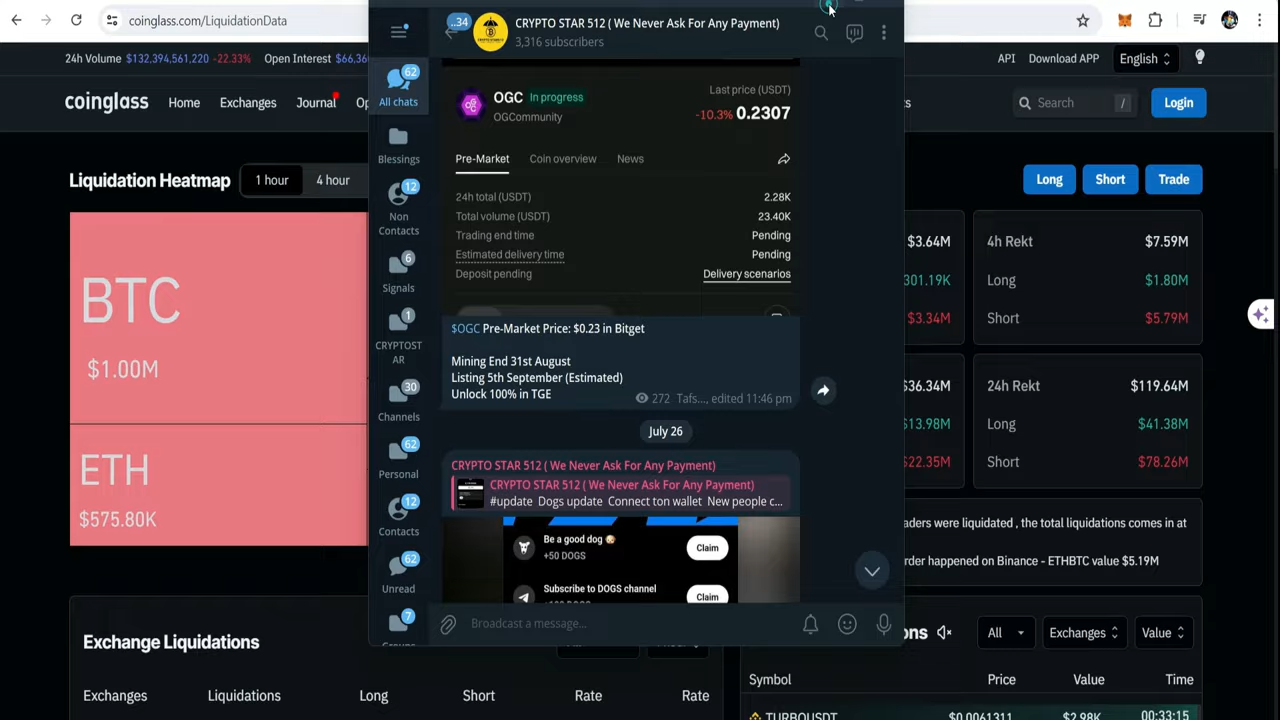 coinglass.com/LiquidationData
24h Volume $132,394,561,220 -22.33% Open Interest $66,36
API Download APP English
coinglass Home Exchanges Journal
Search /
Login
Liquidation Heatmap 1 hour 4 hour
Long Short Trade
BTC
$1.00M
ETH
$575.80K
..34
CRYPTO STAR 512 ( We Never Ask For Any Payment)
3,316 subscribers
62
All chats
Blessings
12
Non
Contacts
6
Signals
1
CRYPTOST
AR
30
Channels
62
Personal
12
Contacts
62
Unread
7
OGC In progress
OGCommunity
Last price (USDT)
-10.3% 0.2307
Pre-Market Coin overview News
24h total (USDT) 2.28K
Total volume (USDT) 23.40K
Trading end time Pending
Estimated delivery time Pending
Deposit pending Delivery scenarios
$OGC Pre-Market Price: $0.23 in Bitget
Mining End 31st August
Listing 5th September (Estimated)
Unlock 100% in TGE
272 Tafs..., edited 11:46 pm
July 26
CRYPTO STAR 512 ( We Never Ask For Any Payment)
CRYPTO STAR 512 ( We Never Ask For Any Payment)
#update Dogs update Connect ton wallet New people c...
Be a good dog
+50 DOGS
Claim
Subscribe to DOGS channel
Claim
Broadcast a message...
$3.64M
301.19K
$3.34M
4h Rekt $7.59M
Long $1.80M
Short $5.79M
$36.34M
$13.98M
$22.35M
24h Rekt $119.64M
Long $41.38M
Short $78.26M
aders were liquidated , the total liquidations comes in at
rder happened on Binance - ETHBTC value $5.19M
Exchange Liquidations
Exchanges Liquidations Long Short Rate Rate
ons All Exchanges Value
Symbol Price Value Time
TURBOUSDT $0.0061311 $2.98K 00:33:15